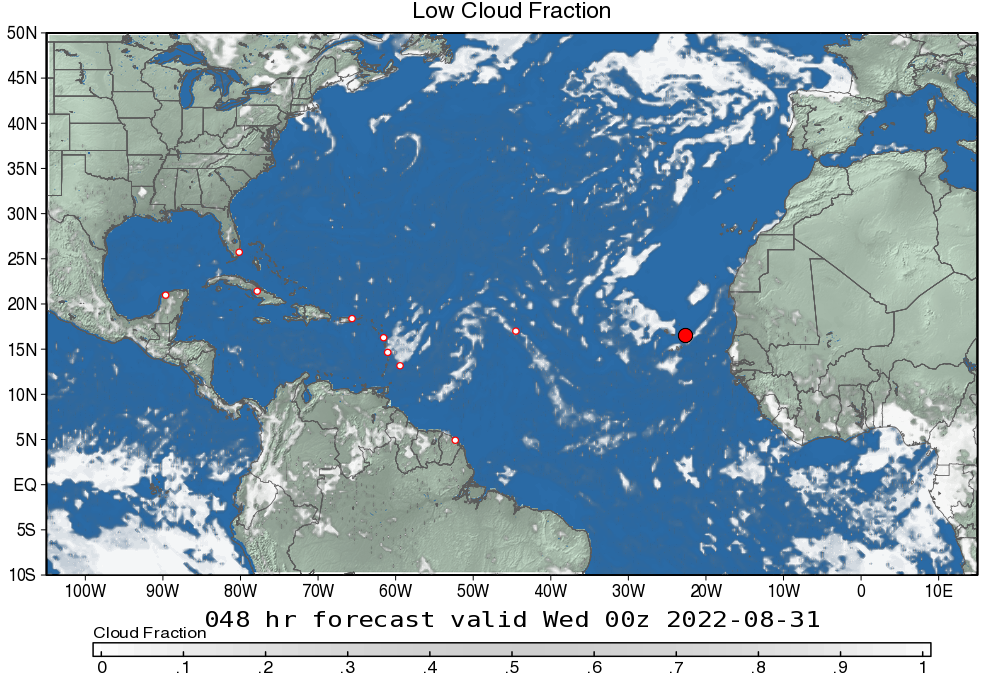 Low Cloud Fraction
50N
45N
40N
35N
30N
25N
20N
15N
10N
5N
EQ
5S
10S
100W 90W 80W 70W 60W 50W 40W 30W 20W 10W 0 10E
048 hr forecast valid Wed 00z 2022-08-31
Cloud Fraction
0 .1 .2 .3 .4 .5 .6 .7 .8 .9 1